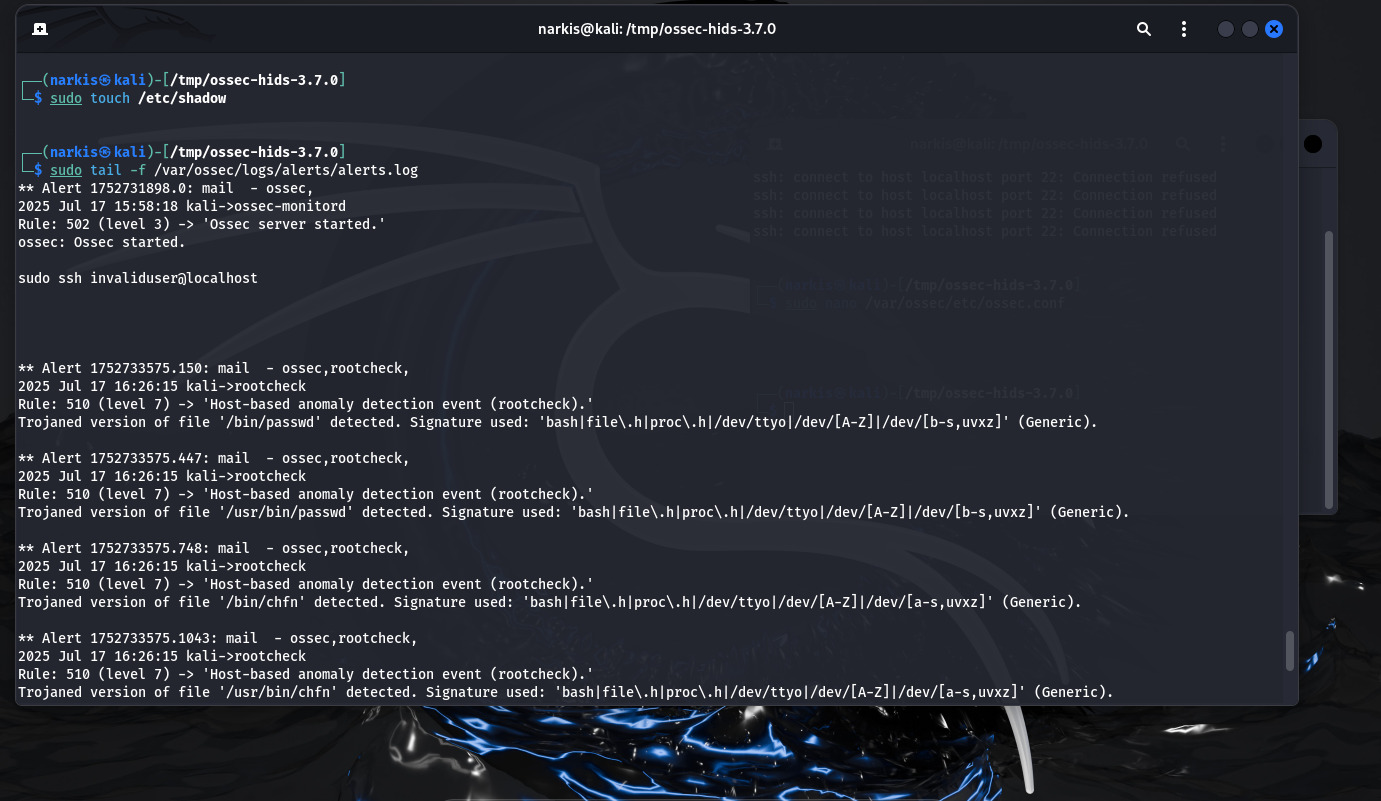 narkis@kali: /tmp/ossec-hids-3.7.0
┌──(narkis㉿kali)-[/tmp/ossec-hids-3.7.0]
└─$ sudo touch /etc/shadow
┌──(narkis㉿kali)-[/tmp/ossec-hids-3.7.0]
└─$ sudo tail -f /var/ossec/logs/alerts/alerts.log
** Alert 1752731898.0: mail  - ossec,
2025 Jul 17 15:58:18 kali->ossec-monitord
Rule: 502 (level 3) -> 'Ossec server started.'
ossec: Ossec started.
sudo ssh invaliduser@localhost
** Alert 1752733575.150: mail  - ossec,rootcheck,
2025 Jul 17 16:26:15 kali->rootcheck
Rule: 510 (level 7) -> 'Host-based anomaly detection event (rootcheck).'
Trojaned version of file '/bin/passwd' detected. Signature used: 'bash|file\.h|proc\.h|/dev/ttyo|/dev/[A-Z]|/dev/[b-s,uvxz]' (Generic).
** Alert 1752733575.447: mail  - ossec,rootcheck,
2025 Jul 17 16:26:15 kali->rootcheck
Rule: 510 (level 7) -> 'Host-based anomaly detection event (rootcheck).'
Trojaned version of file '/usr/bin/passwd' detected. Signature used: 'bash|file\.h|proc\.h|/dev/ttyo|/dev/[A-Z]|/dev/[b-s,uvxz]' (Generic).
** Alert 1752733575.748: mail  - ossec,rootcheck,
2025 Jul 17 16:26:15 kali->rootcheck
Rule: 510 (level 7) -> 'Host-based anomaly detection event (rootcheck).'
Trojaned version of file '/bin/chfn' detected. Signature used: 'bash|file\.h|proc\.h|/dev/ttyo|/dev/[A-Z]|/dev/[a-s,uvxz]' (Generic).
** Alert 1752733575.1043: mail  - ossec,rootcheck,
2025 Jul 17 16:26:15 kali->rootcheck
Rule: 510 (level 7) -> 'Host-based anomaly detection event (rootcheck).'
Trojaned version of file '/usr/bin/chfn' detected. Signature used: 'bash|file\.h|proc\.h|/dev/ttyo|/dev/[A-Z]|/dev/[a-s,uvxz]' (Generic).
narkis@kali: /tmp/ossec-hids-3.7.0
ssh: connect to host localhost port 22: Connection refused
ssh: connect to host localhost port 22: Connection refused
ssh: connect to host localhost port 22: Connection refused
ssh: connect to host localhost port 22: Connection refused
┌──(narkis㉿kali)-[/tmp/ossec-hids-3.7.0]
└─$ sudo nano /var/ossec/etc/ossec.conf
┌──(narkis㉿kali)-[/tmp/ossec-hids-3.7.0]
└─$